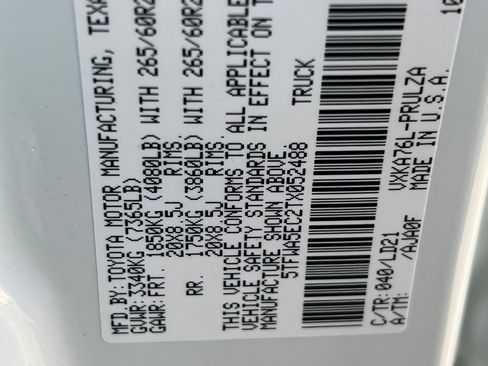 MFD.BY: TOYOTA MOTOR MANUFACTURING, TEXA
GVWR: 3340KG (7365LB)
GAWR: FRT. 1850KG (4080LB) WITH 265/60R2
20X8.5J RIMS.
RR. 1750KG (3860LB) WITH 265/60R2
20X8.5J RIMS.
THIS VEHICLE CONFORMS TO ALL APPLICABLE
VEHICLE SAFETY STANDARDS IN EFFECT ON T
MANUFACTURE SHOWN ABOVE.
5TFWA5EC2TX052488 TRUCK
C/TR: 040/LD21 VXKA76L-PRULZA
A/TM: /AJA0F MADE IN U.S.A.
10